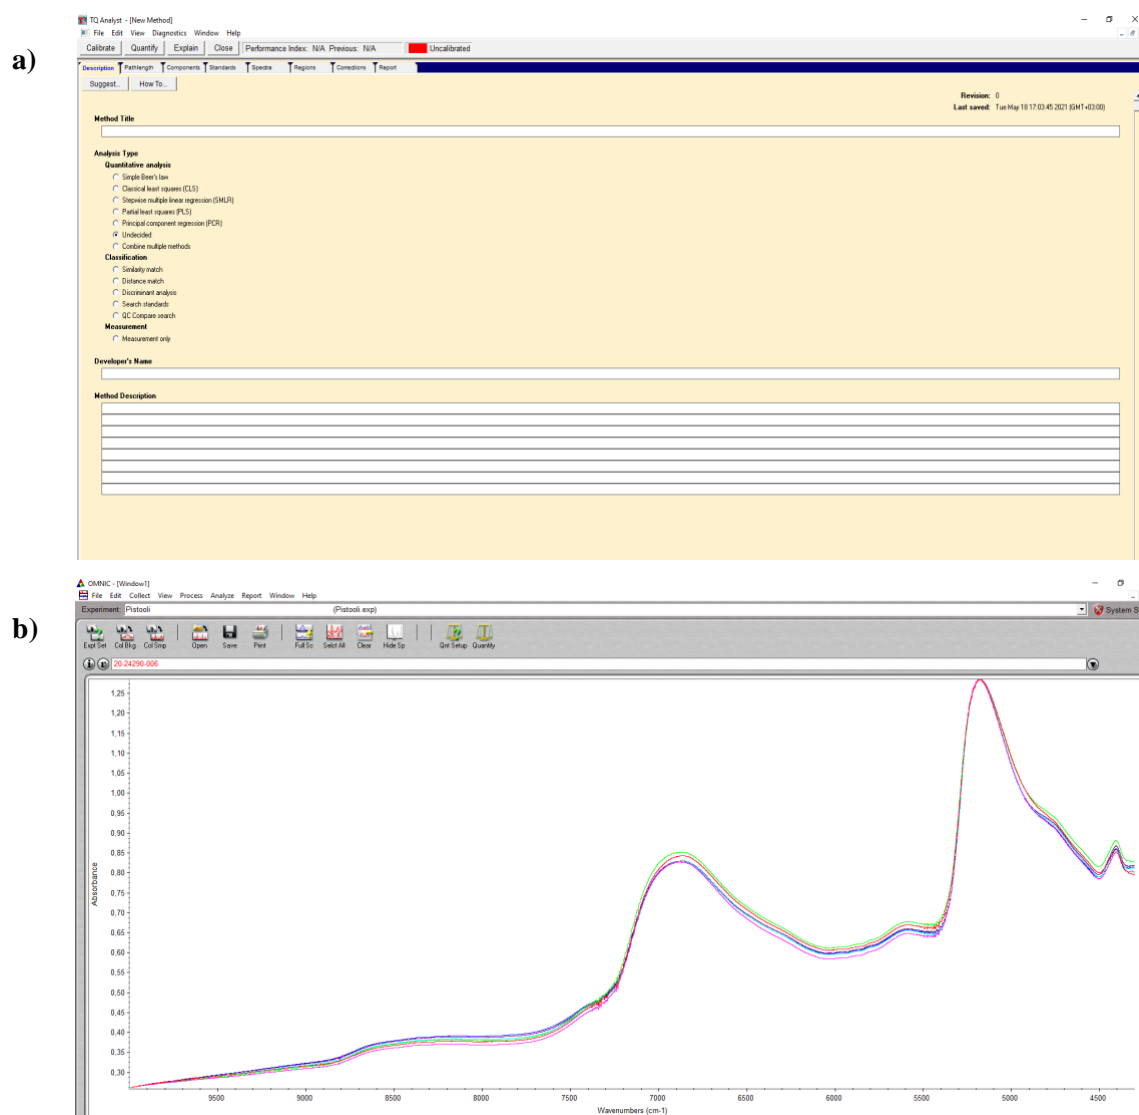 a)
TQ Analyst - [New Method]
File Edit View Diagnostics Window Help
Calibrate Quantify Explain Close Performance Index: N/A Previous: N/A Uncalibrated
Description Pathlength Components Standards Spectra Regions Corrections Report
Suggest.. How To...
Revision: 0
Last saved: Tue May 18 17:03:45 2021 (GMT+03:00)
Method Title
Analysis Type
Quantitative analysis
Simple Beer's law
Classical least squares (CLS)
Stepwise multiple linear regression (SMLR)
Partial least squares (PLS)
Principal component regression (PCR)
Undecided
Combine multiple methods
Classification
Similarity match
Distance match
Discriminant analysis
Search standards
QC Compare search
Measurement
Measurement only
Developer's Name
Method Description
b)
OMNIC - [Window1]
File Edit Collect View Process Analyze Report Window Help
Experiment: Pistooli (Pistooli.exp) System S
Expt Set Col Bkg Col Smp Open Save Print Full Sc Selct All Clear Hide Sp Qnt Setup Quantify
20-24290-006
1,25
1,20
1,15
1,10
1,05
1,00
0,95
0,90
0,85
0,80
0,75
0,70
0,65
0,60
0,55
0,50
0,45
0,40
0,35
0,30
Absorbance
9500 9000 8500 8000 7500 7000 6500 6000 5500 5000 4500
Wavenumbers (cm-1)